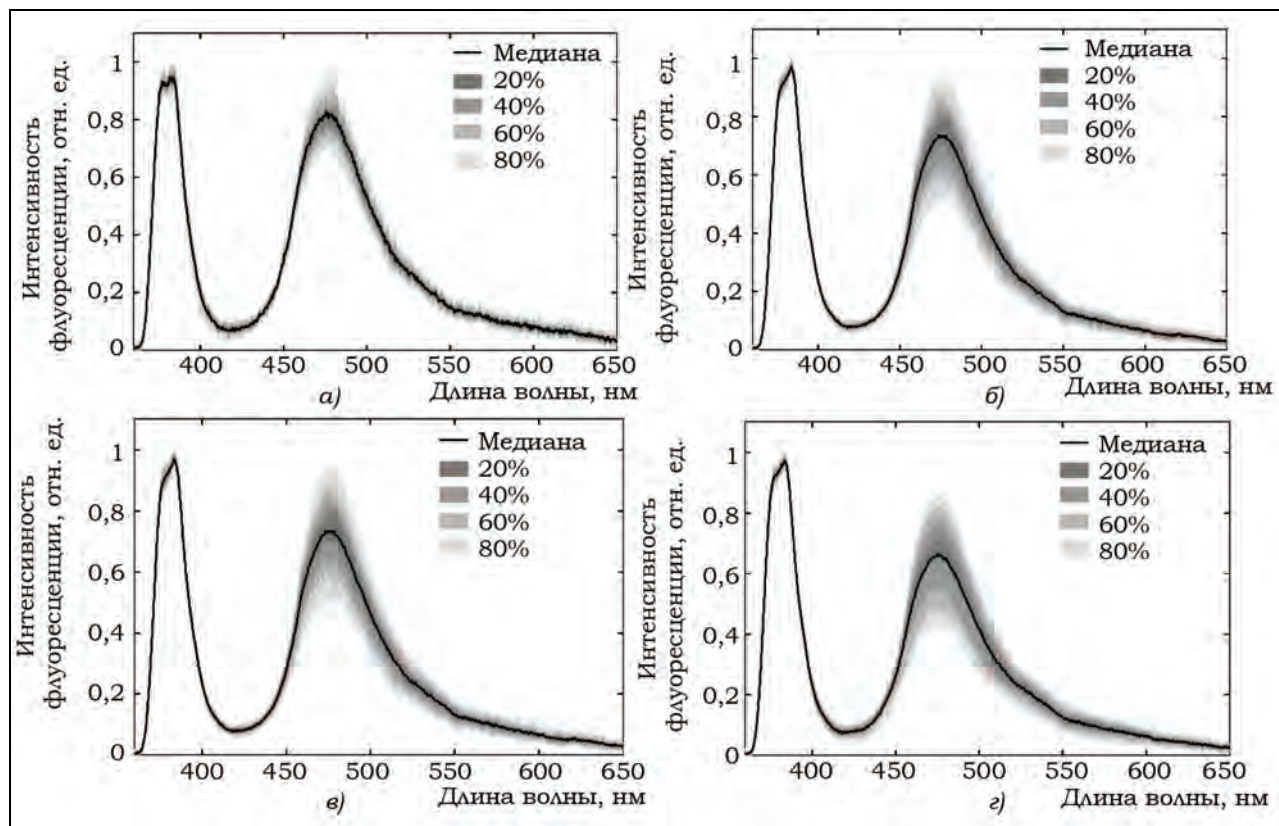 Интенсивность
флуоресценции, отн. ед.
1
0,8
0,6
0,4
0,2
0
Медиана
20%
40%
60%
80%
400 450 500 550 600 650
а) Длина волны, нм
Интенсивность
флуоресценции, отн. ед.
1
0,8
0,6
0,4
0,2
0
Медиана
20%
40%
60%
80%
400 450 500 550 600 650
б) Длина волны, нм
Интенсивность
флуоресценции, отн. ед.
1
0,8
0,6
0,4
0,2
0
Медиана
20%
40%
60%
80%
400 450 500 550 600 650
в) Длина волны, нм
Интенсивность
флуоресценции, отн. ед.
1
0,8
0,6
0,4
0,2
0
Медиана
20%
40%
60%
80%
400 450 500 550 600 650
г) Длина волны, нм